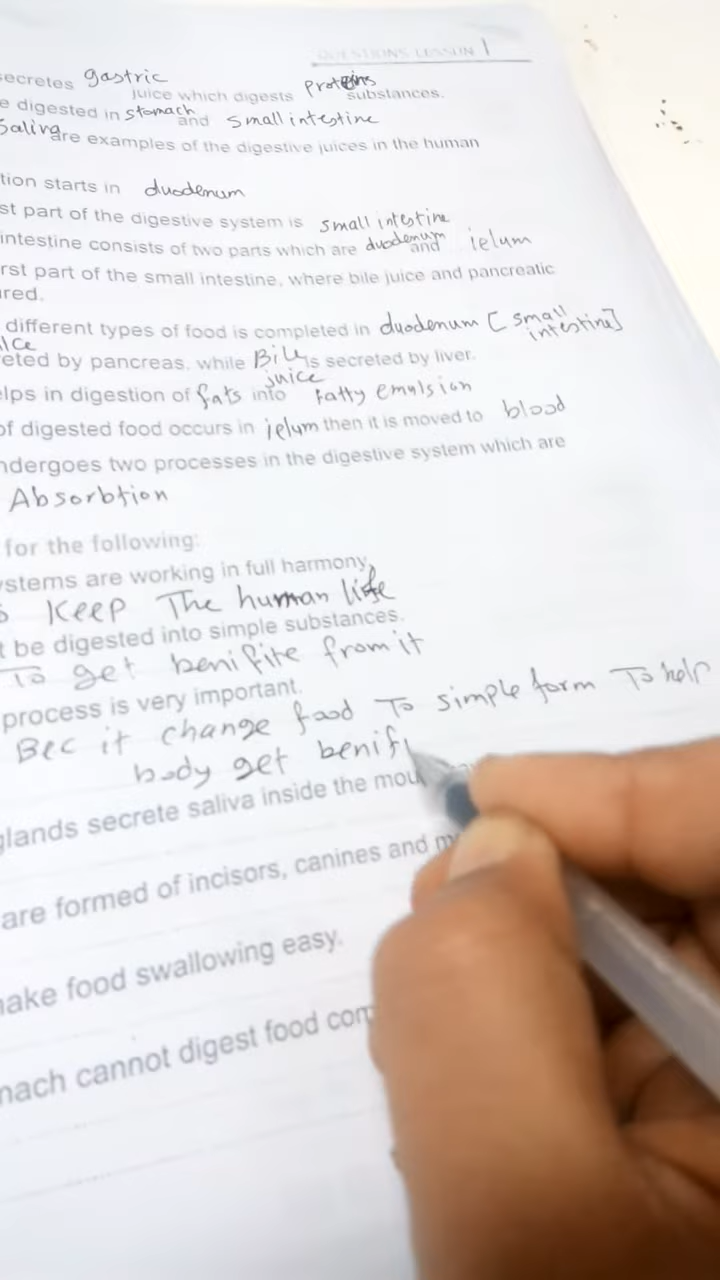 QUESTIONS LESSON 1
secretes gastric juice which digests proteins substances.
e digested in stomach and small intestine
Saliva are examples of the digestive juices in the human
tion starts in duodenum
st part of the digestive system is small intestine
intestine consists of two parts which are duodenum and ielum
rst part of the small intestine, where bile juice and pancreatic
ured.
different types of food is completed in duodenum [small intestine]
eted by pancreas, while Bile juice is secreted by liver.
elps in digestion of fats into Fatty emulsion
of digested food occurs in ielum then it is moved to blood
ndergoes two processes in the digestive system which are
Absorbtion
for the following:
ystems are working in full harmony,
KEEP The human life
t be digested into simple substances.
To get benifite from it
process is very important.
Bec it change food To simple form To help
body get benifi
glands secrete saliva inside the mou
are formed of incisors, canines and m
make food swallowing easy.
mach cannot digest food com